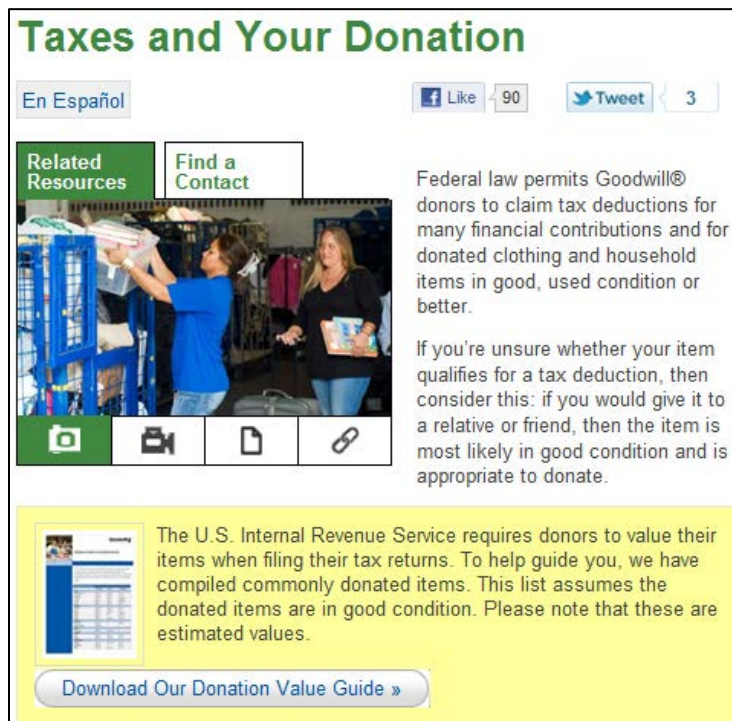 Taxes and Your Donation
En Español
Like
90
Tweet
3
Related
Resources
Find a
Contact
Federal law permits Goodwill®
donors to claim tax deductions for
many financial contributions and for
donated clothing and household
items in good, used condition or
better.
If you're unsure whether your item
qualifies for a tax deduction, then
consider this: if you would give it to
a relative or friend, then the item is
most likely in good condition and is
appropriate to donate.
The U.S. Internal Revenue Service requires donors to value their
items when filing their tax returns. To help guide you, we have
compiled commonly donated items. This list assumes the
donated items are in good condition. Please note that these are
estimated values.
Download Our Donation Value Guide »